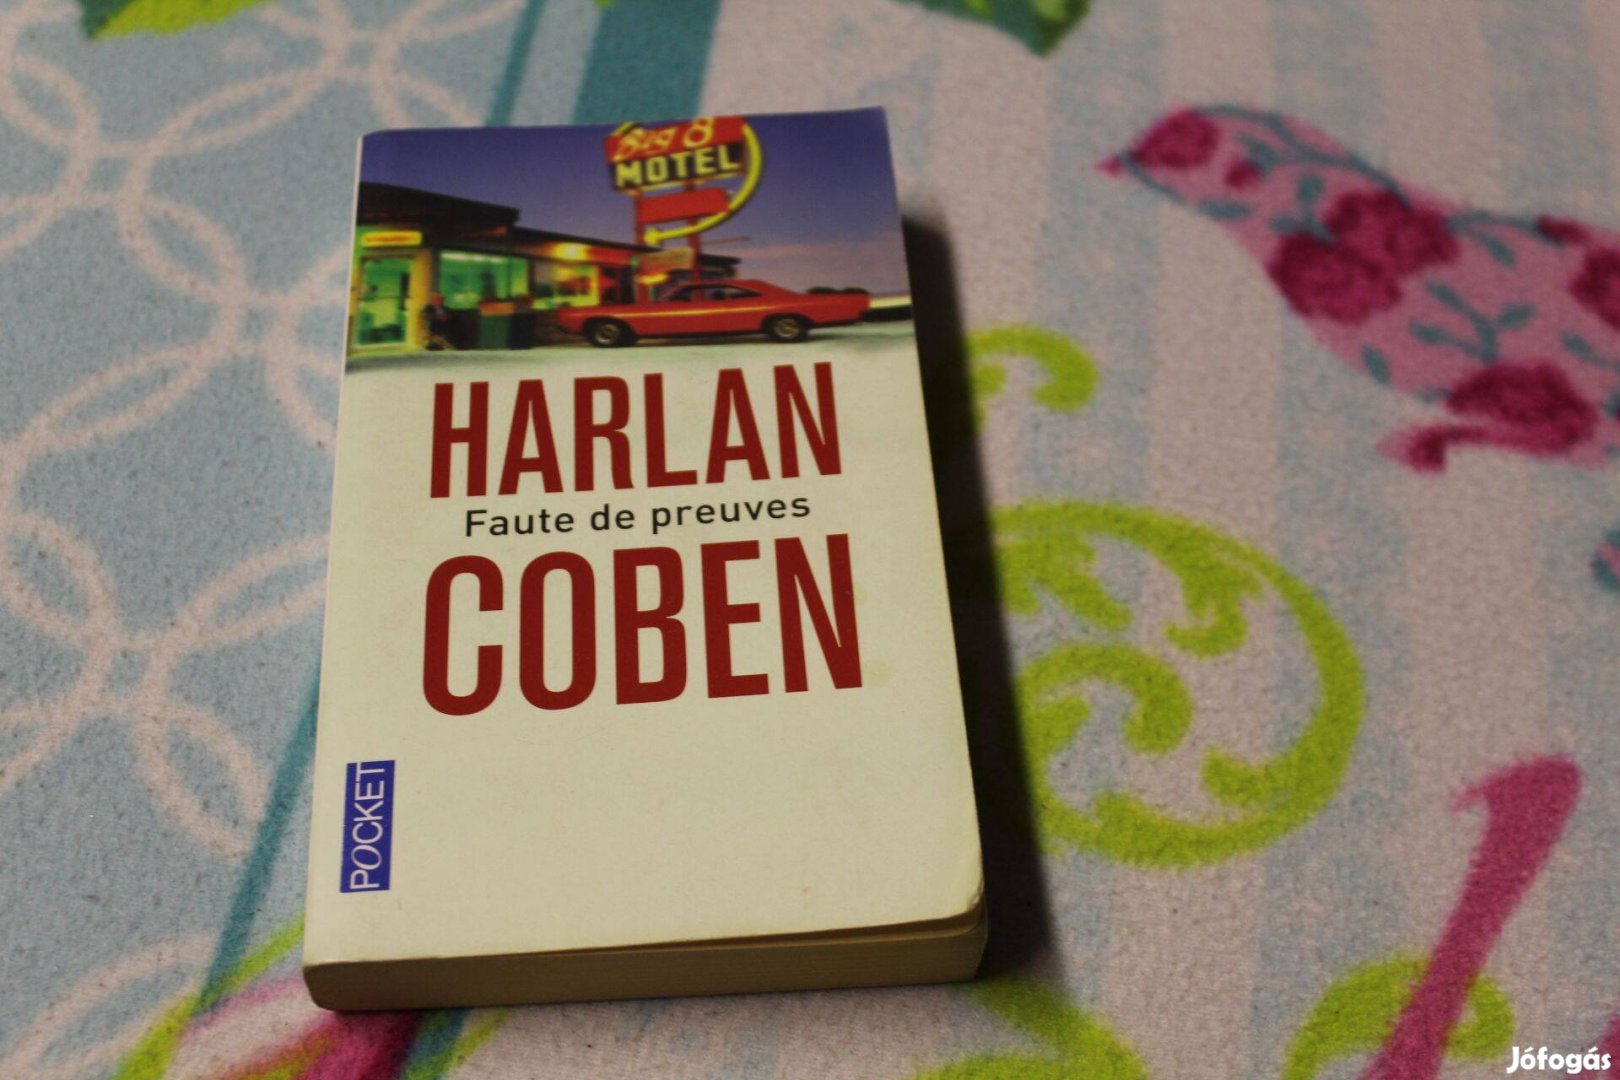 Big 8
MOTEL
HARLAN
Faute de preuves
COBEN
POCKET
Jófogás